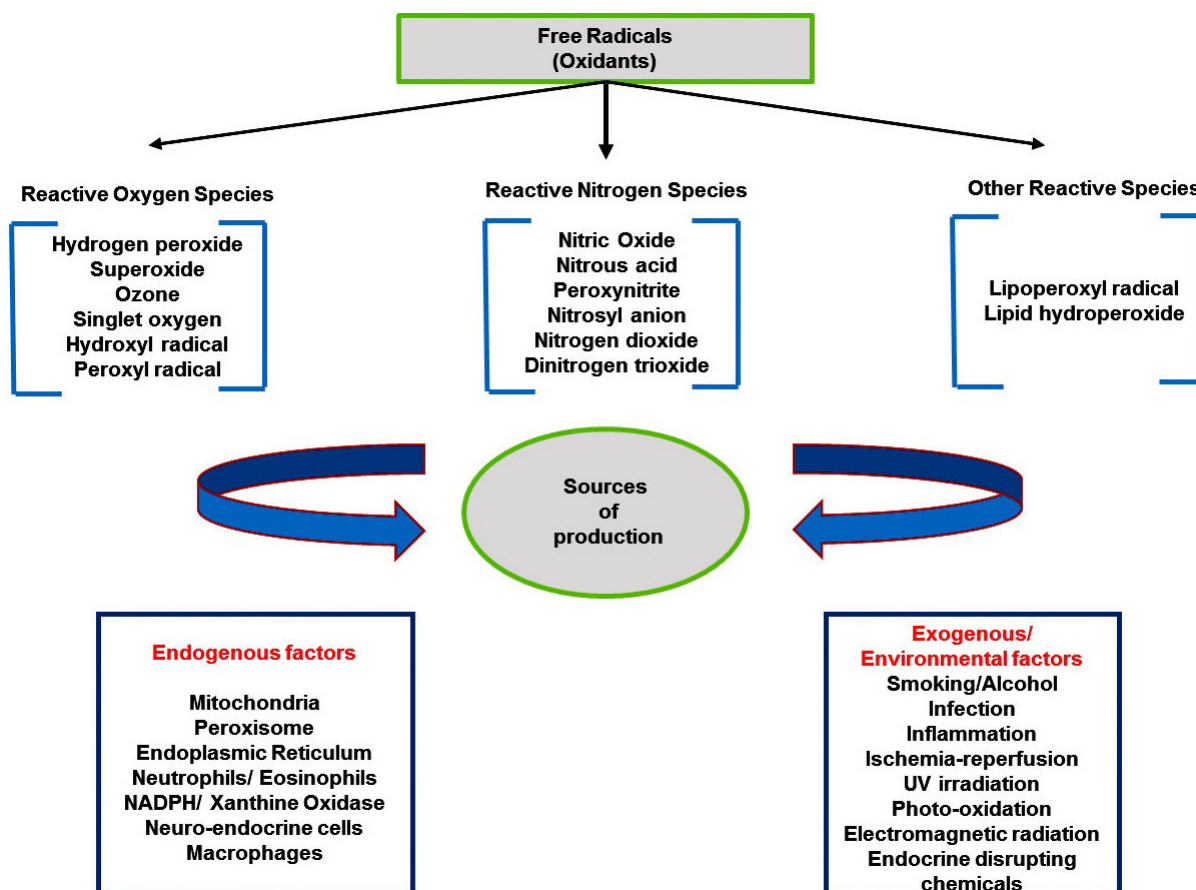 Free Radicals
(Oxidants)
Reactive Oxygen Species
Hydrogen peroxide
Superoxide
Ozone
Singlet oxygen
Hydroxyl radical
Peroxyl radical
Reactive Nitrogen Species
Nitric Oxide
Nitrous acid
Peroxynitrite
Nitrosyl anion
Nitrogen dioxide
Dinitrogen trioxide
Other Reactive Species
Lipoperoxyl radical
Lipid hydroperoxide
Sources
of
production
Endogenous factors
Mitochondria
Peroxisome
Endoplasmic Reticulum
Neutrophils/ Eosinophils
NADPH/ Xanthine Oxidase
Neuro-endocrine cells
Macrophages
Exogenous/
Environmental factors
Smoking/Alcohol
Infection
Inflammation
Ischemia-reperfusion
UV irradiation
Photo-oxidation
Electromagnetic radiation
Endocrine disrupting
chemicals